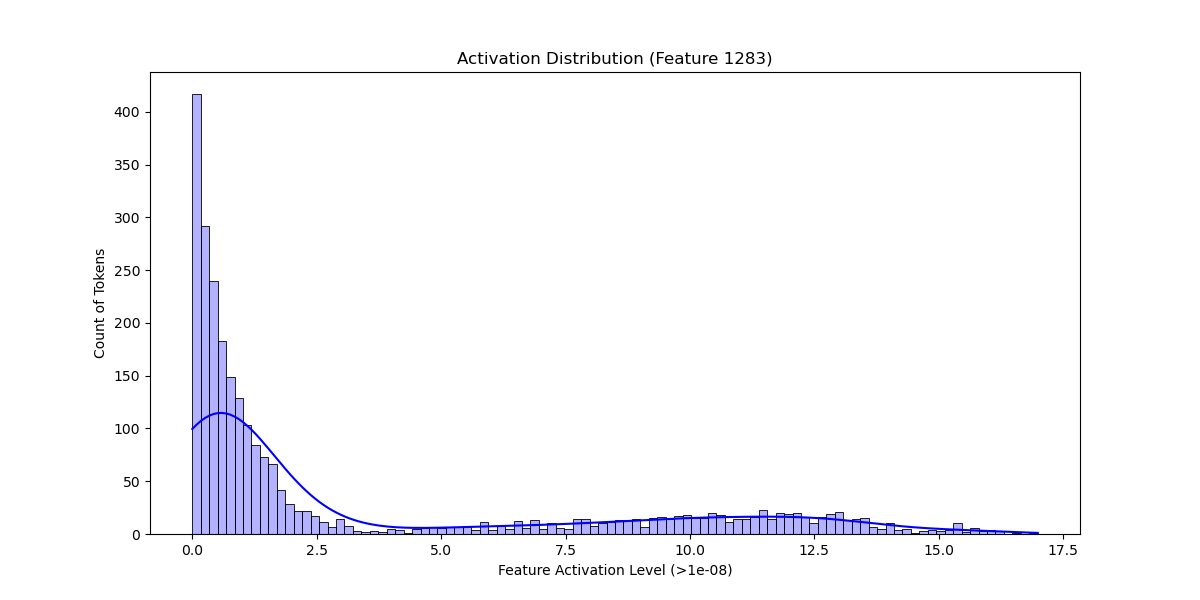 Activation Distribution (Feature 1283)
400
350
300
250
200
150
100
50
0
Count of Tokens
0.0 2.5 5.0 7.5 10.0 12.5 15.0 17.5
Feature Activation Level (>1e-08)